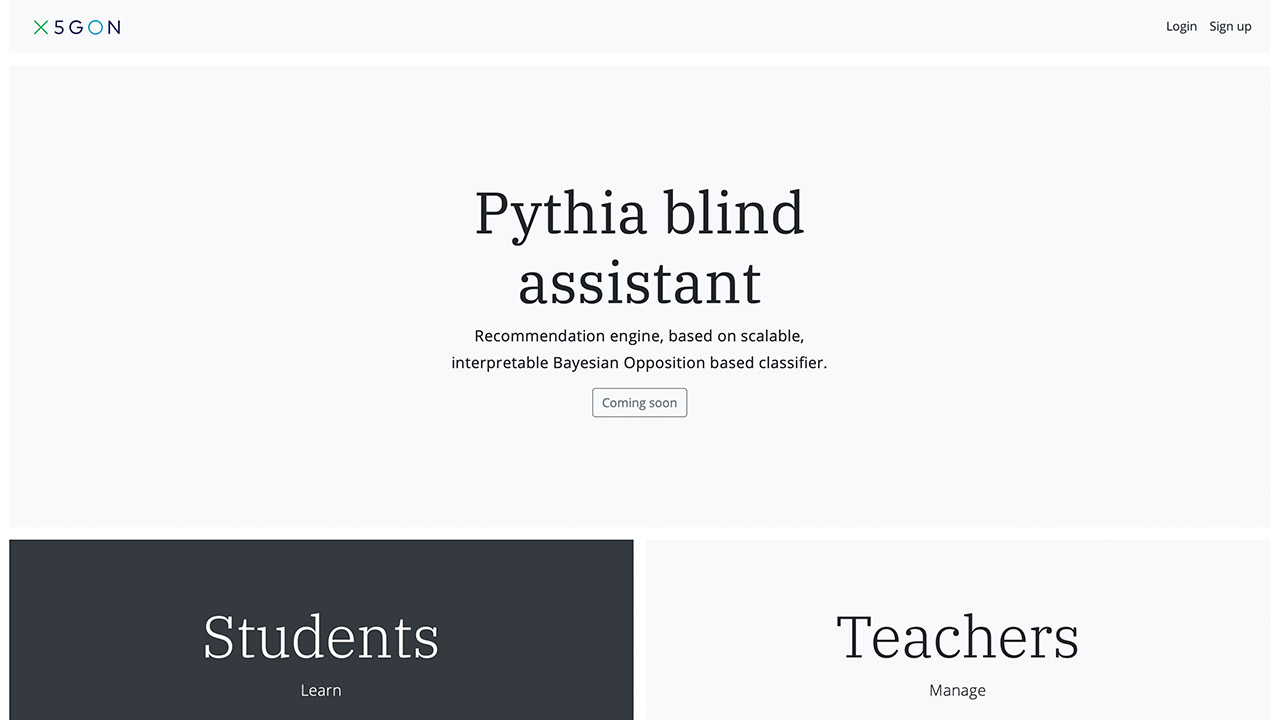 X5GON
Login Sign up
Pythia blind
assistant
Recommendation engine, based on scalable,
interpretable Bayesian Opposition based classifier.
Coming soon
Students
Learn
Teachers
Manage